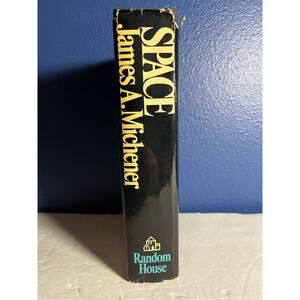 SPACE
James A. Michener
Random
House